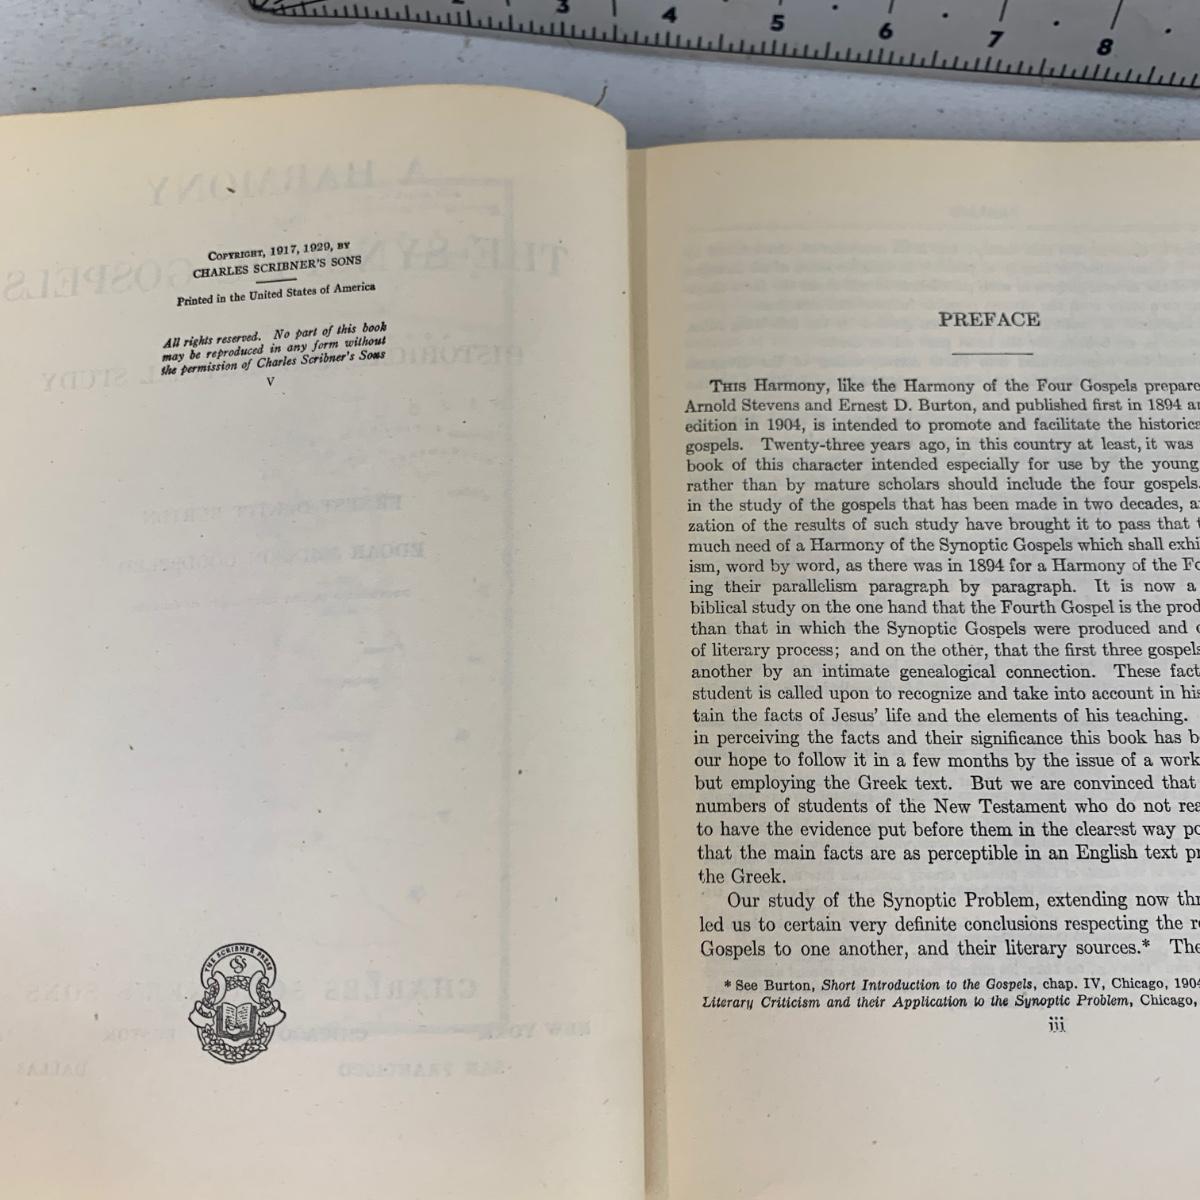 3 4 5 6 7 8
COPYRIGHT, 1917, 1929, BY
CHARLES SCRIBNER'S SONS
Printed in the United States of America
All rights reserved. No part of this book
may be reproduced in any form without
the permission of Charles Scribner's Sons
V
THE SCRIBNER PRESS
CSS
PREFACE
THIS Harmony, like the Harmony of the Four Gospels prepare
Arnold Stevens and Ernest D. Burton, and published first in 1894 a
edition in 1904, is intended to promote and facilitate the historic
gospels. Twenty-three years ago, in this country at least, it was
book of this character intended especially for use by the young
rather than by mature scholars should include the four gospels.
in the study of the gospels that has been made in two decades, a
zation of the results of such study have brought it to pass that
much need of a Harmony of the Synoptic Gospels which shall exhi
ism, word by word, as there was in 1894 for a Harmony of the Fo
ing their parallelism paragraph by paragraph. It is now a
biblical study on the one hand that the Fourth Gospel is the prod
than that in which the Synoptic Gospels were produced and
of literary process; and on the other, that the first three gospels
another by an intimate genealogical connection. These fact
student is called upon to recognize and take into account in his
tain the facts of Jesus' life and the elements of his teaching.
in perceiving the facts and their significance this book has b
our hope to follow it in a few months by the issue of a work
but employing the Greek text. But we are convinced that
numbers of students of the New Testament who do not rea
to have the evidence put before them in the clearest way po
that the main facts are as perceptible in an English text pr
the Greek.
Our study of the Synoptic Problem, extending now thr
led us to certain very definite conclusions respecting the r
Gospels to one another, and their literary sources.* The
* See Burton, Short Introduction to the Gospels, chap. IV, Chicago, 1904
Literary Criticism and their Application to the Synoptic Problem, Chicago,
iii